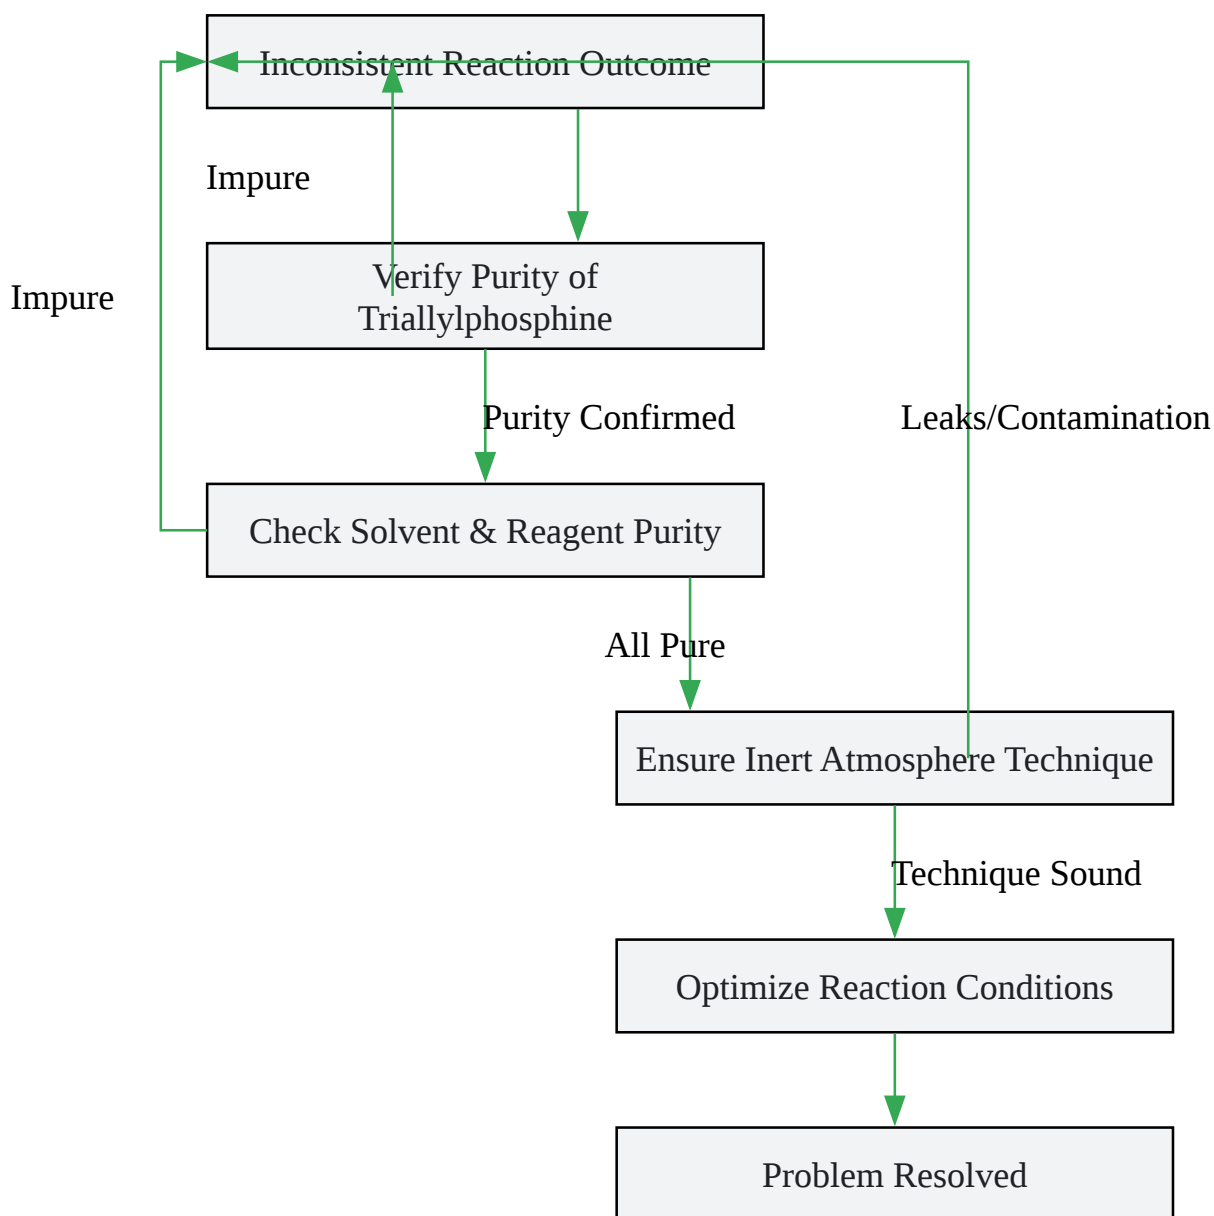 Inconsistent Reaction Outcome
Impure
Verify Purity of
Triallylphosphine
Impure
Purity Confirmed
Leaks/Contamination
Check Solvent & Reagent Purity
All Pure
Ensure Inert Atmosphere Technique
Technique Sound
Optimize Reaction Conditions
Problem Resolved